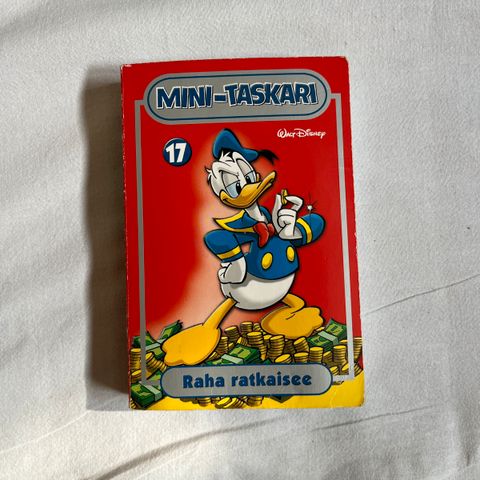 MINI-TASKARI
17
WALT DISNEY
Raha ratkaisee